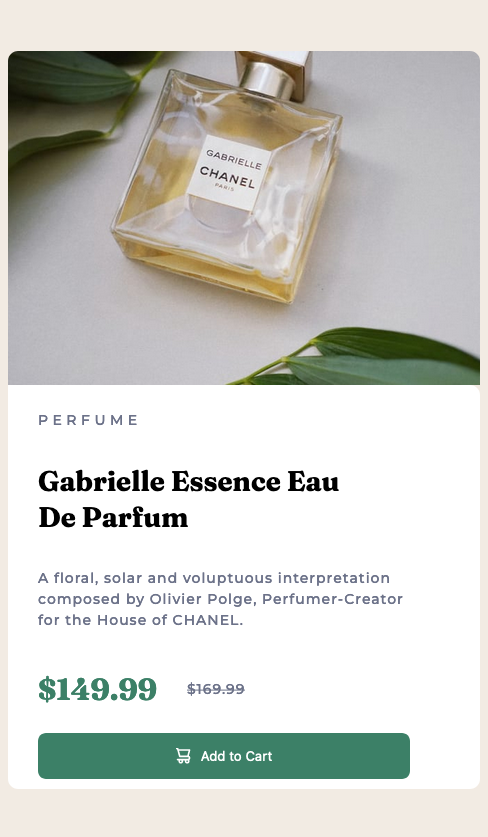 GABRIELLE
CHANEL
PARIS
PERFUME
Gabrielle Essence Eau
De Parfum
A floral, solar and voluptuous interpretation
composed by Olivier Polge, Perfumer-Creator
for the House of CHANEL.
$149.99 $169.99
Add to Cart